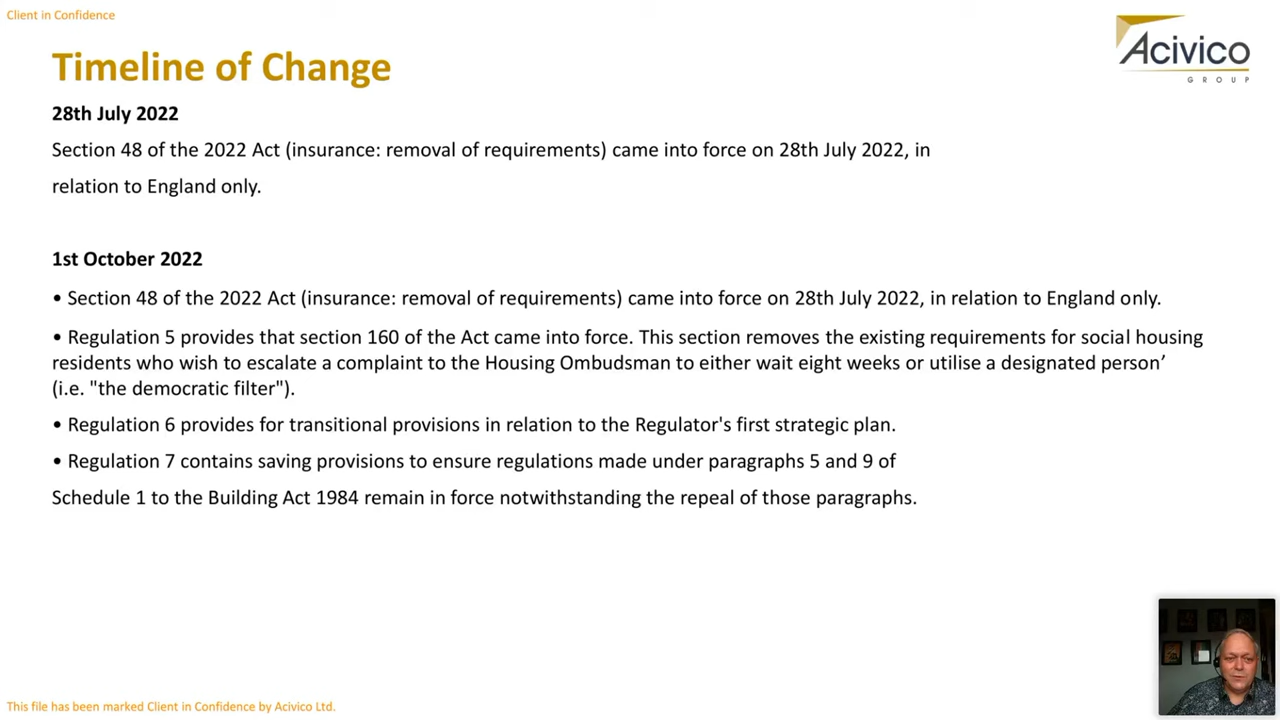 Client in Confidence
Acivico
GROUP
Timeline of Change
28th July 2022
Section 48 of the 2022 Act (insurance: removal of requirements) came into force on 28th July 2022, in
relation to England only.
1st October 2022
• Section 48 of the 2022 Act (insurance: removal of requirements) came into force on 28th July 2022, in relation to England only.
• Regulation 5 provides that section 160 of the Act came into force. This section removes the existing requirements for social housing
residents who wish to escalate a complaint to the Housing Ombudsman to either wait eight weeks or utilise a designated person’
(i.e. "the democratic filter").
• Regulation 6 provides for transitional provisions in relation to the Regulator's first strategic plan.
• Regulation 7 contains saving provisions to ensure regulations made under paragraphs 5 and 9 of
Schedule 1 to the Building Act 1984 remain in force notwithstanding the repeal of those paragraphs.
This file has been marked Client in Confidence by Acivico Ltd.